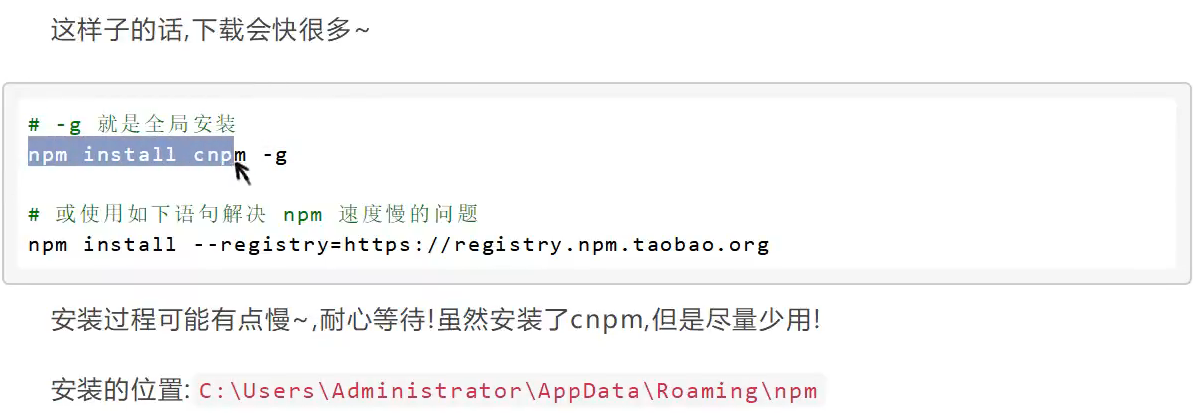 这样子的话,下载会快很多~
# -g 就是全局安装
npm install cnpm -g
# 或使用如下语句解决 npm 速度慢的问题
npm install --registry=https://registry.npm.taobao.org
安装过程可能有点慢~,耐心等待!虽然安装了cnpm,但是尽量少用!
安装的位置: C:\Users\Administrator\AppData\Roaming\npm